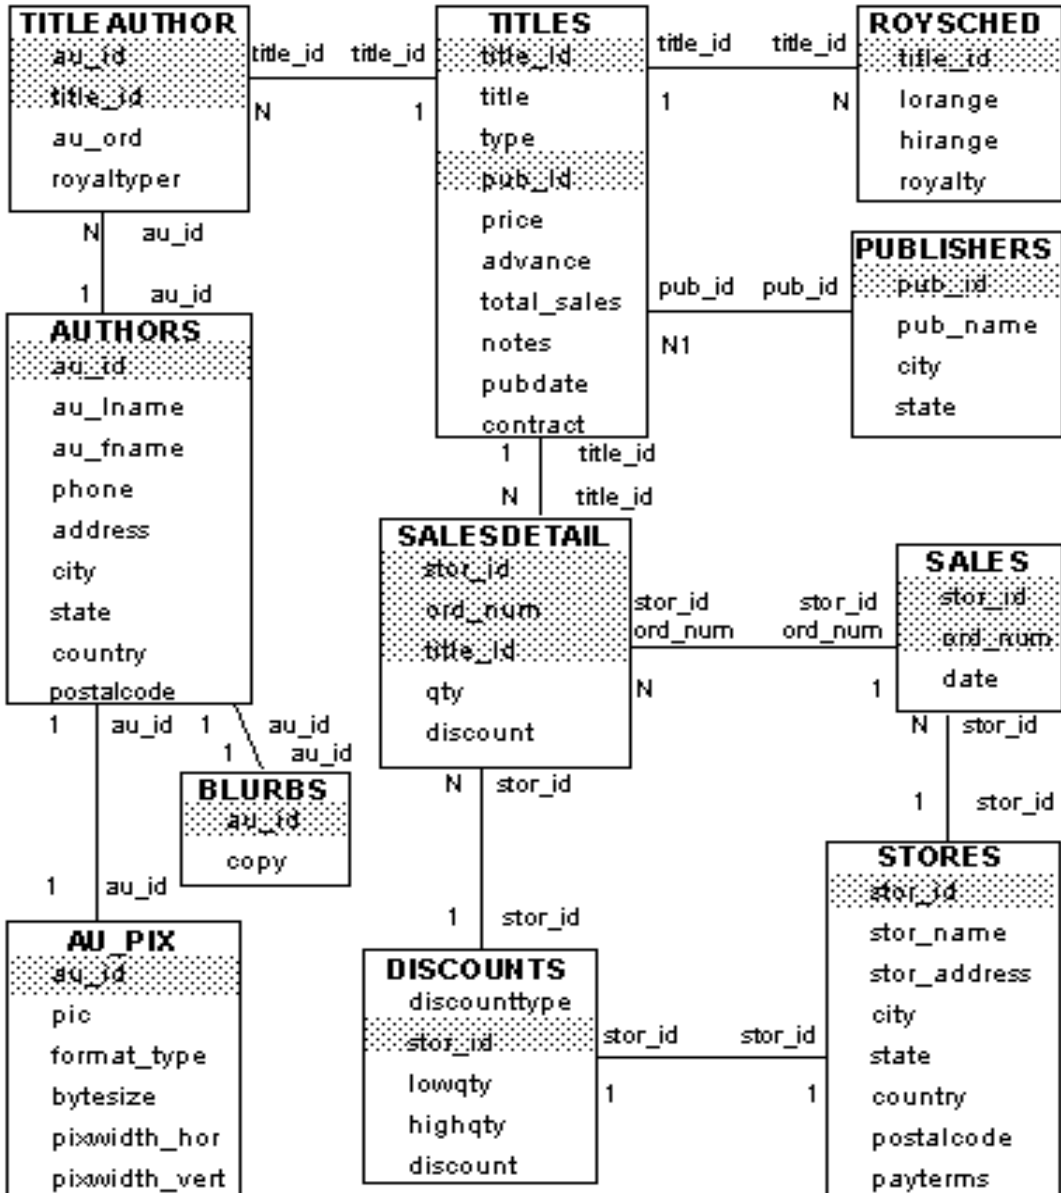 TITLEAUTHOR
au_id
title_id
au_ord
royaltyper
title_id title_id
N 1
TITLES
title_id
title
type
pub_id
price
advance
total_sales
notes
pubdate
contract
title_id title_id
1 N
ROYSCHED
title_id
lorange
hirange
royalty
pub_id pub_id
N1
PUBLISHERS
pub_id
pub_name
city
state
N au_id
1 au_id
AUTHORS
au_id
au_lname
au_fname
phone
address
city
state
country
postalcode
1 title_id
N title_id
SALESDETAIL
stor_id
ord_num
title_id
qty
discount
stor_id stor_id
ord_num ord_num
N 1
SALES
stor_id
ord_num
date
1 au_id 1 au_id
1 au_id
BLURBS
au_id
copy
1 au_id
AU_PIX
au_id
pic
format_type
bytesize
pixwidth_hor
pixwidth_vert
N stor_id
1 stor_id
DISCOUNTS
discounttype
stor_id
lowqty
highqty
discount
stor_id stor_id
1 1
N stor_id
1 stor_id
STORES
stor_id
stor_name
stor_address
city
state
country
postalcode
payterms